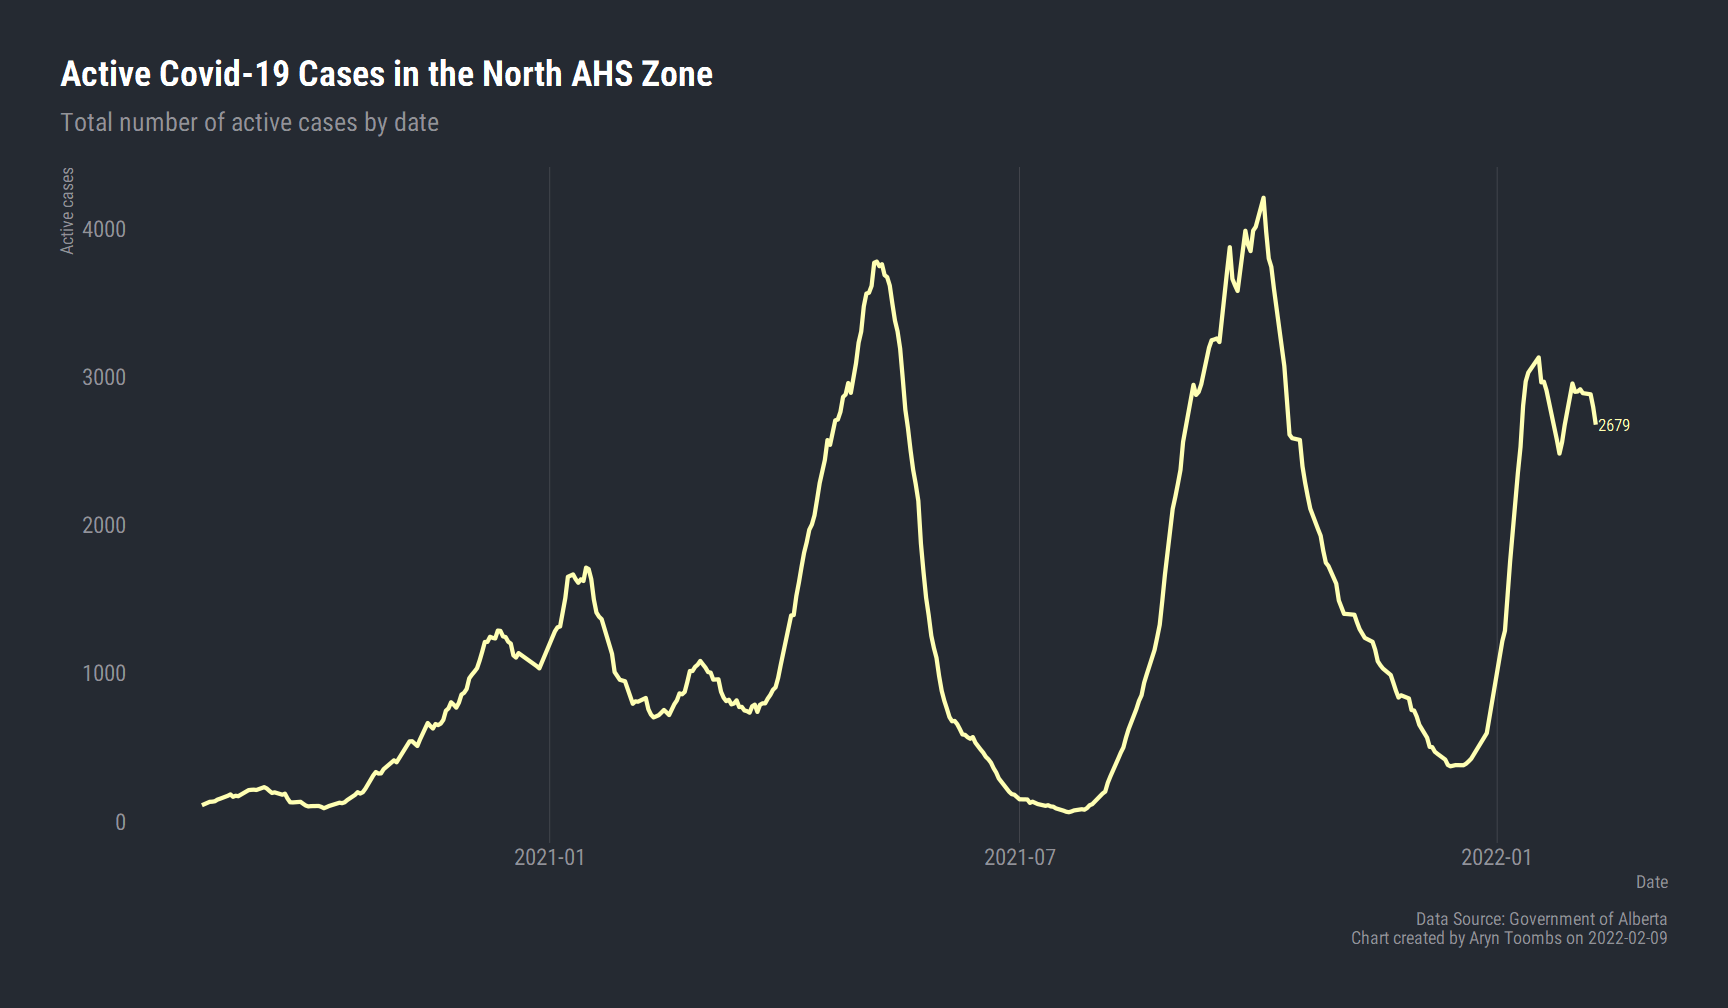 Active Covid-19 Cases in the North AHS Zone
Total number of active cases by date
Active cases
4000
3000
2000
1000
0
2679
2021-01
2021-07
2022-01
Date
Data Source: Government of Alberta
Chart created by Aryn Toombs on 2022-02-09